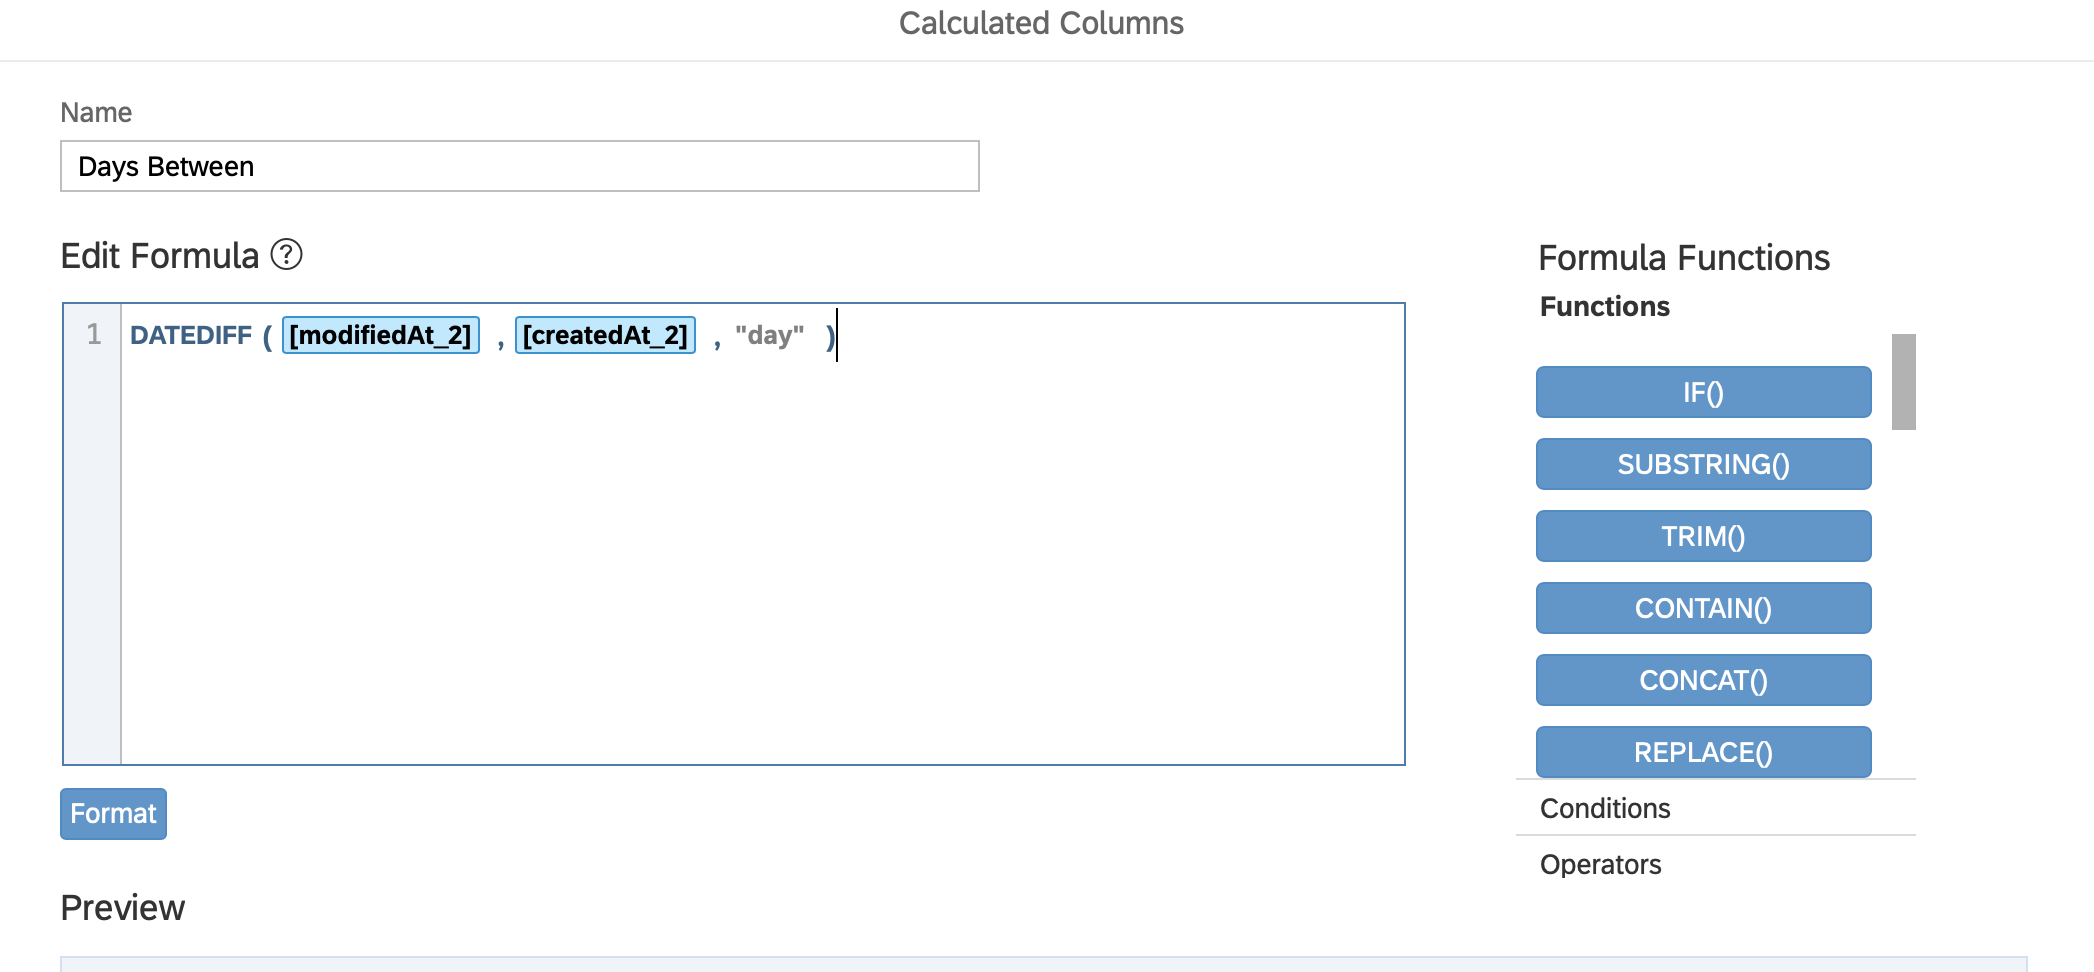 Calculated Columns
Name
Days Between
Edit Formula ?
1 DATEDIFF ( [modifiedAt_2] , [createdAt_2] , "day" )
Format
Preview
Formula Functions
Functions
IF()
SUBSTRING()
TRIM()
CONTAIN()
CONCAT()
REPLACE()
Conditions
Operators